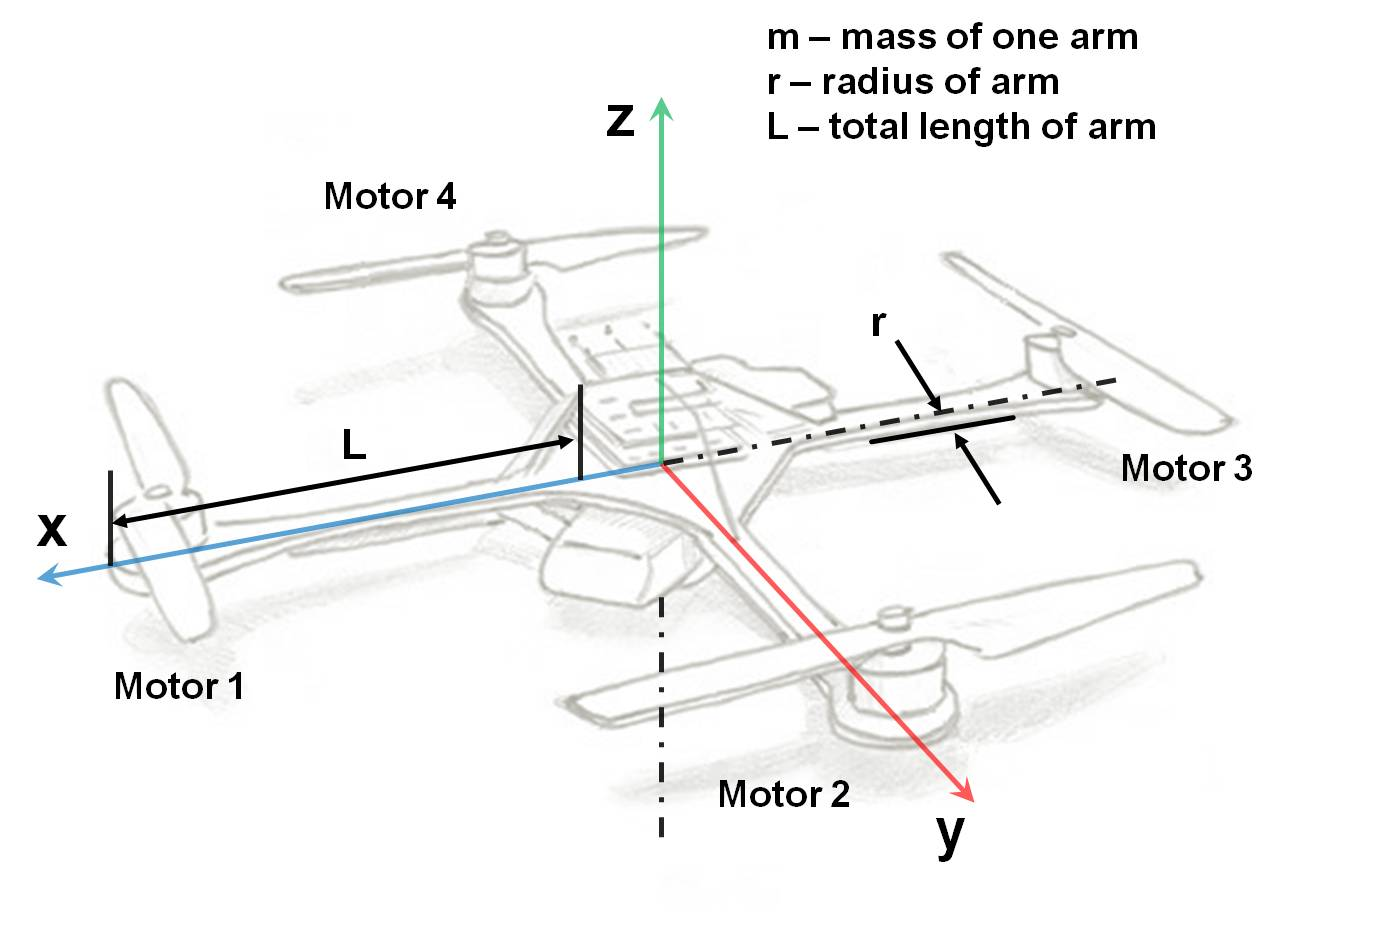 m – mass of one arm
r – radius of arm
L – total length of arm
z
Motor 4
r
L
Motor 3
x
Motor 1
Motor 2
y